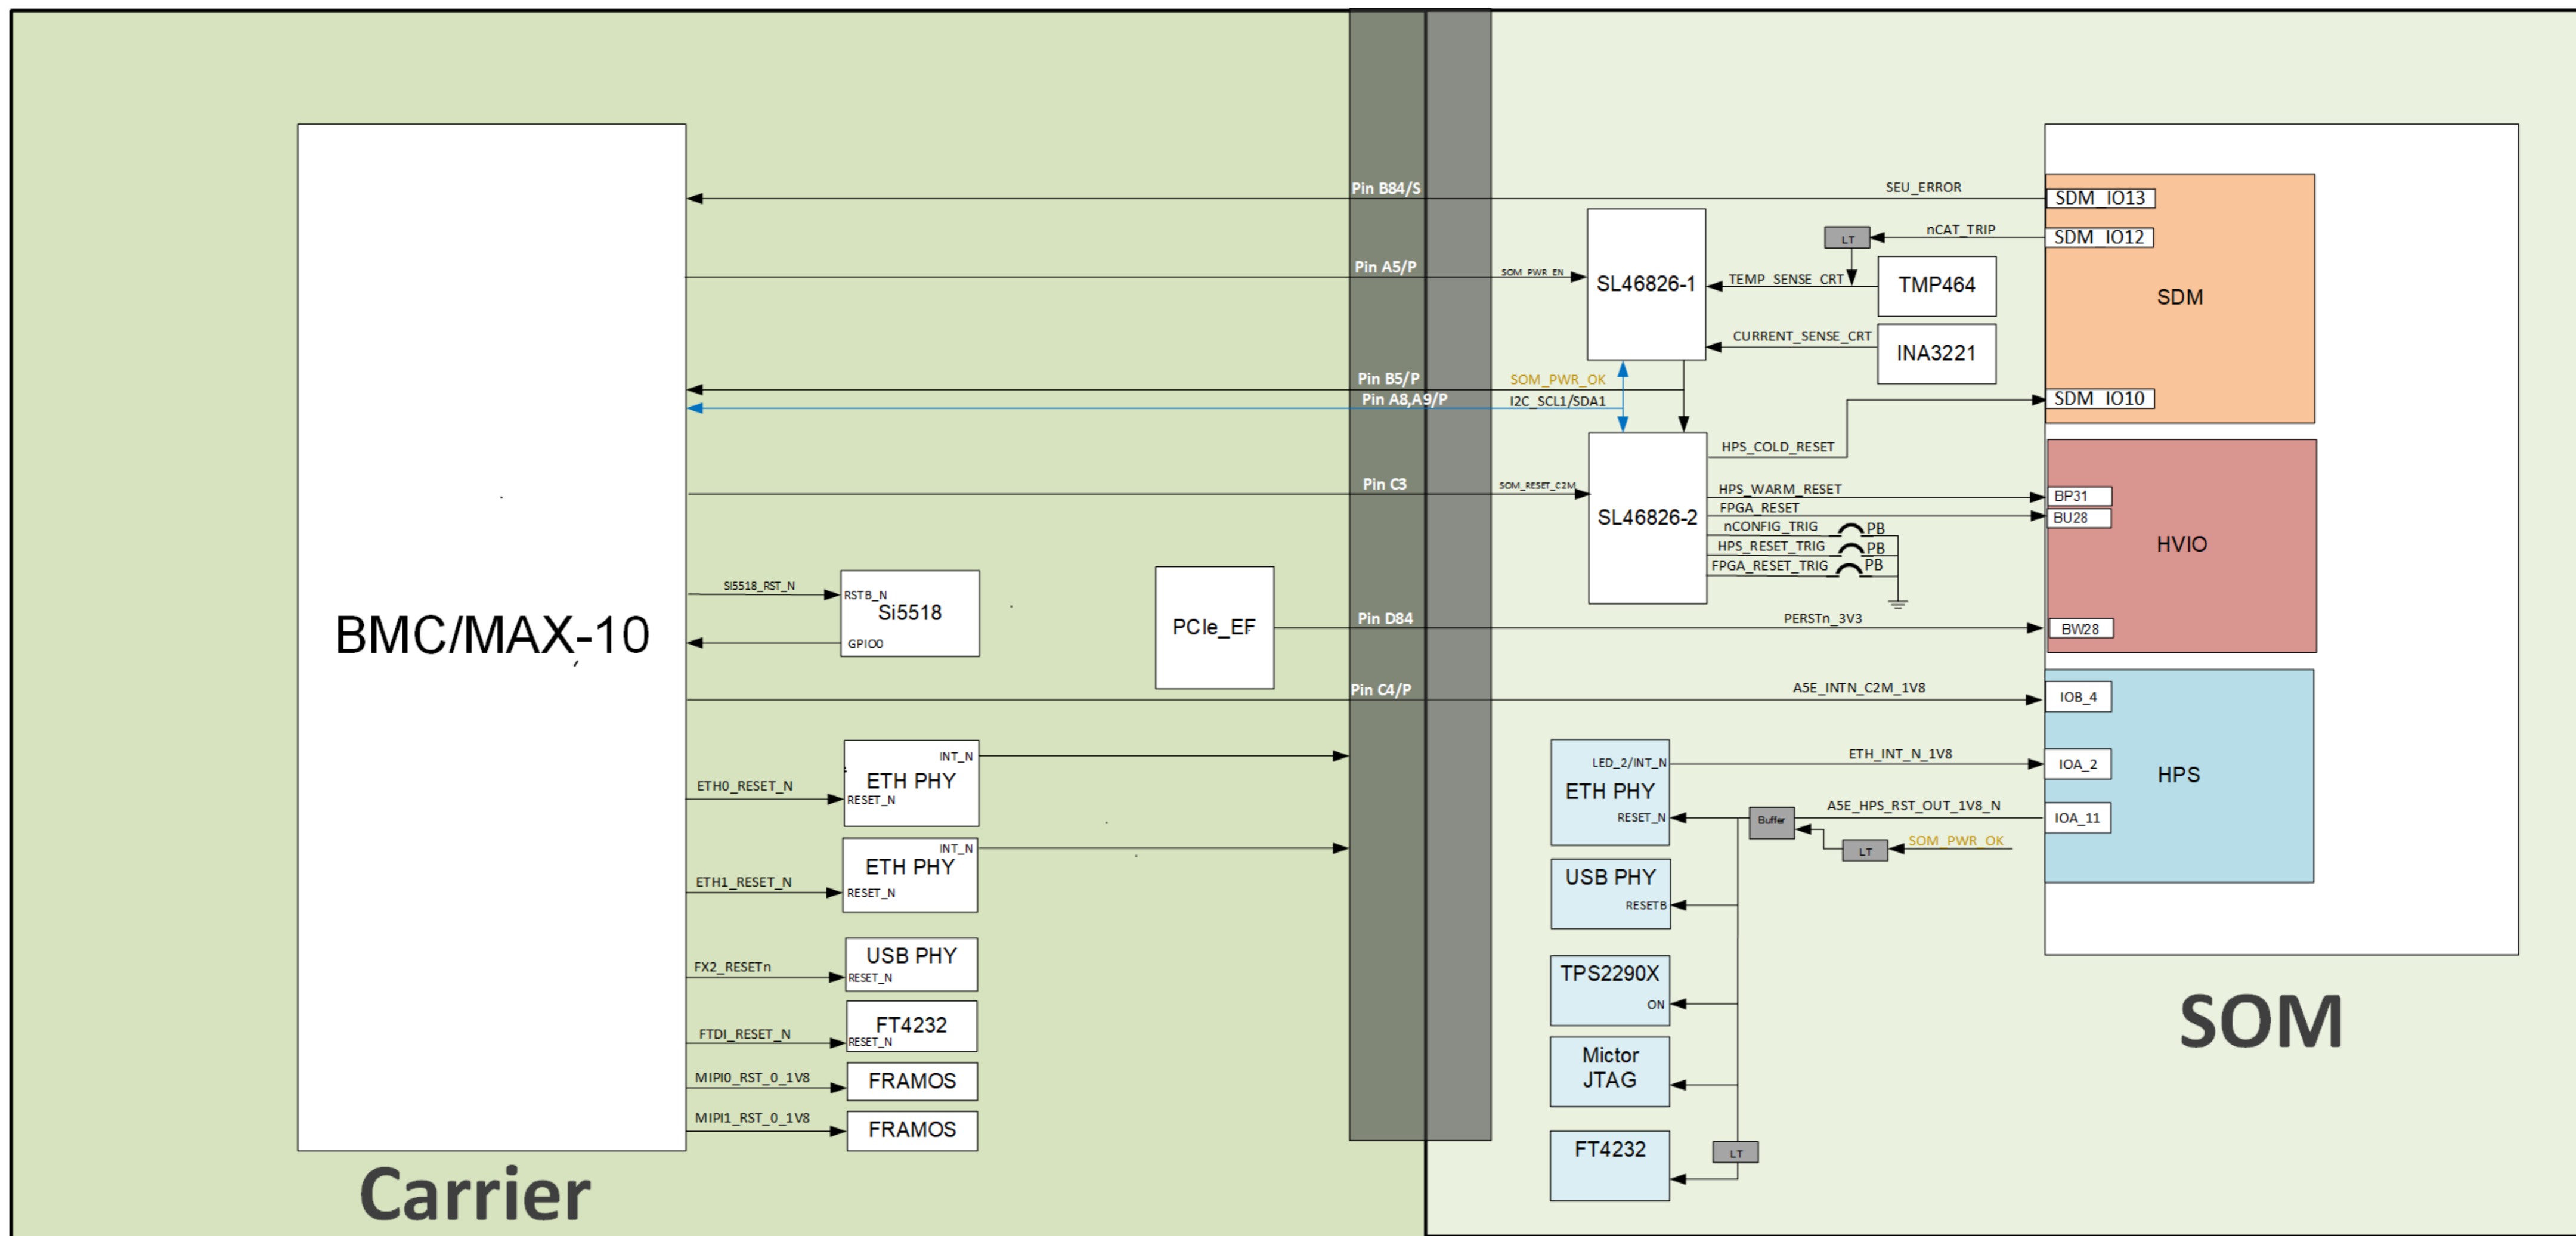 Pin B84/S
SEU_ERROR
SDM_IO13
nCAT_TRIP
SDM_IO12
LT
Pin A5/P
SOM_PWR_EN
SL46826-1
TEMP_SENSE_CRT
TMP464
SDM
CURRENT_SENSE_CRT
INA3221
Pin B5/P
SOM_PWR_OK
Pin A8,A9/P
I2C_SCL1/SDA1
SDM_IO10
HPS_COLD_RESET
Pin C3
SOM_RESET_C2M
SL46826-2
HPS_WARM_RESET
BP31
FPGA_RESET
BU28
nCONFIG_TRIG
PB
HPS_RESET_TRIG
PB
FPGA_RESET_TRIG
PB
HVIO
BMC/MAX-10
SI5518_RST_N
RSTB_N
Si5518
GPIO0
PCIe_EF
Pin D84
PERSTn_3V3
BW28
Pin C4/P
A5E_INTN_C2M_1V8
IOB_4
INT_N
ETH PHY
ETH0_RESET_N
RESET_N
LED_2/INT_N
ETH PHY
RESET_N
ETH_INT_N_1V8
IOA_2
HPS
Buffer
A5E_HPS_RST_OUT_1V8_N
IOA_11
LT
SOM_PWR_OK
INT_N
ETH PHY
ETH1_RESET_N
RESET_N
USB PHY
RESETB
USB PHY
FX2_RESETn
RESET_N
TPS2290X
ON
FT4232
FTDI_RESET_N
RESET_N
Mictor
JTAG
MIPI0_RST_0_1V8
FRAMOS
MIPI1_RST_0_1V8
FRAMOS
FT4232
LT
SOM
Carrier